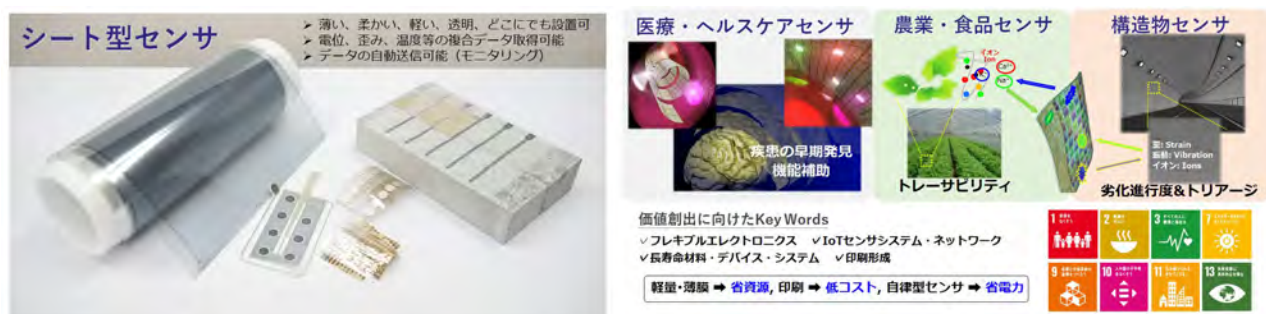 シート型センサ
➢ 薄い、柔かい、軽い、透明、どこにでも設置可
➢ 電位、歪み、温度等の複合データ取得可能
➢ データの自動送信可能（モニタリング）
医療・ヘルスケアセンサ
疾患の早期発見
機能補助
農業・食品センサ
イオン
Ion
トレーサビリティ
構造物センサ
歪: Strain
振動: Vibration
イオン: Ions
劣化進行度&トリアージ
価値創出に向けたKey Words
✓フレキブルエレクトロニクス ✓IoTセンサシステム・ネットワーク
✓長寿命材料・デバイス・システム ✓印刷形成
軽量・薄膜 ➡ 省資源, 印刷 ➡ 低コスト, 自律型センサ ➡ 省電力
1
2
3
7
9
10
11
13